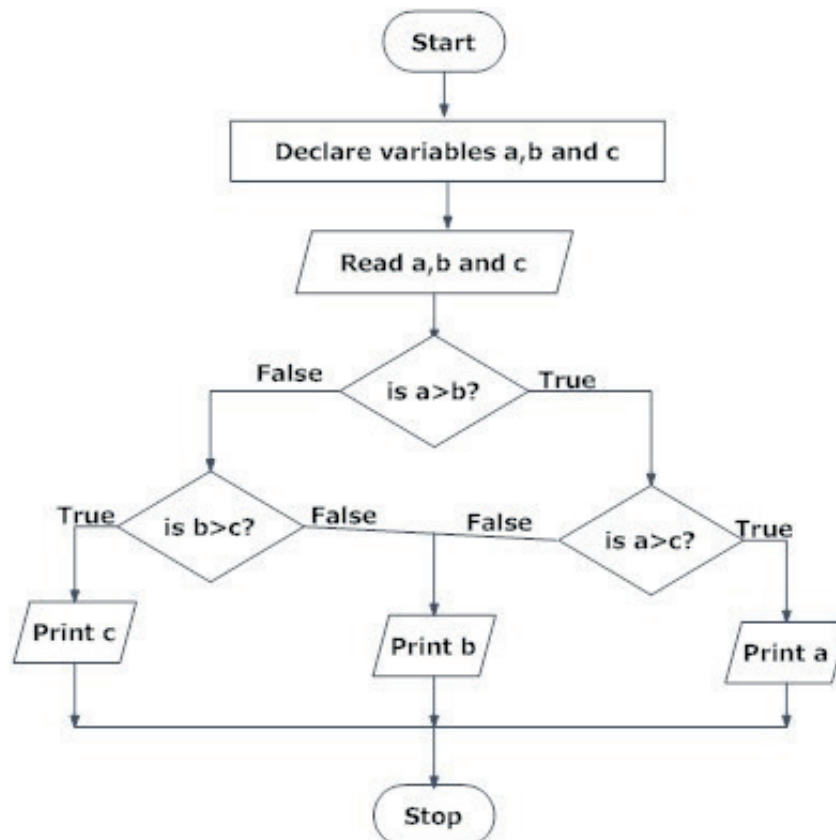 Start
Declare variables a,b and c
Read a,b and c
False
True
is a>b?
True
is b>c?
False
False
is a>c?
True
Print c
Print b
Print a
Stop